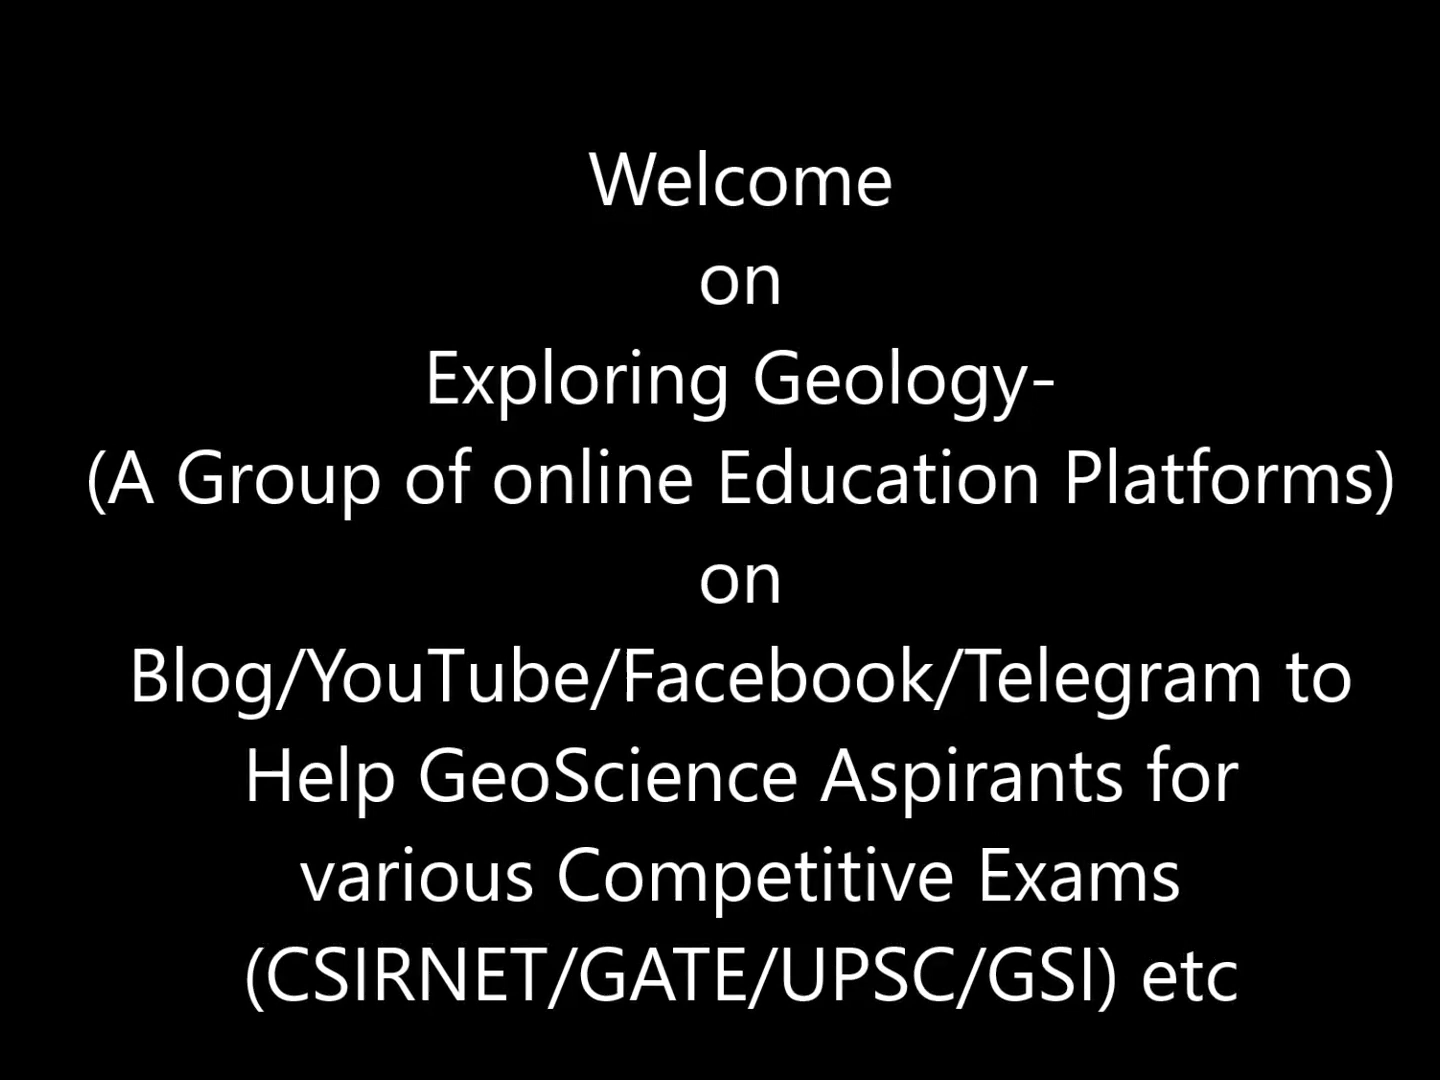 Welcome
on
Exploring Geology-
(A Group of online Education Platforms)
on
Blog/YouTube/Facebook/Telegram to
Help GeoScience Aspirants for
various Competitive Exams
(CSIRNET/GATE/UPSC/GSI) etc